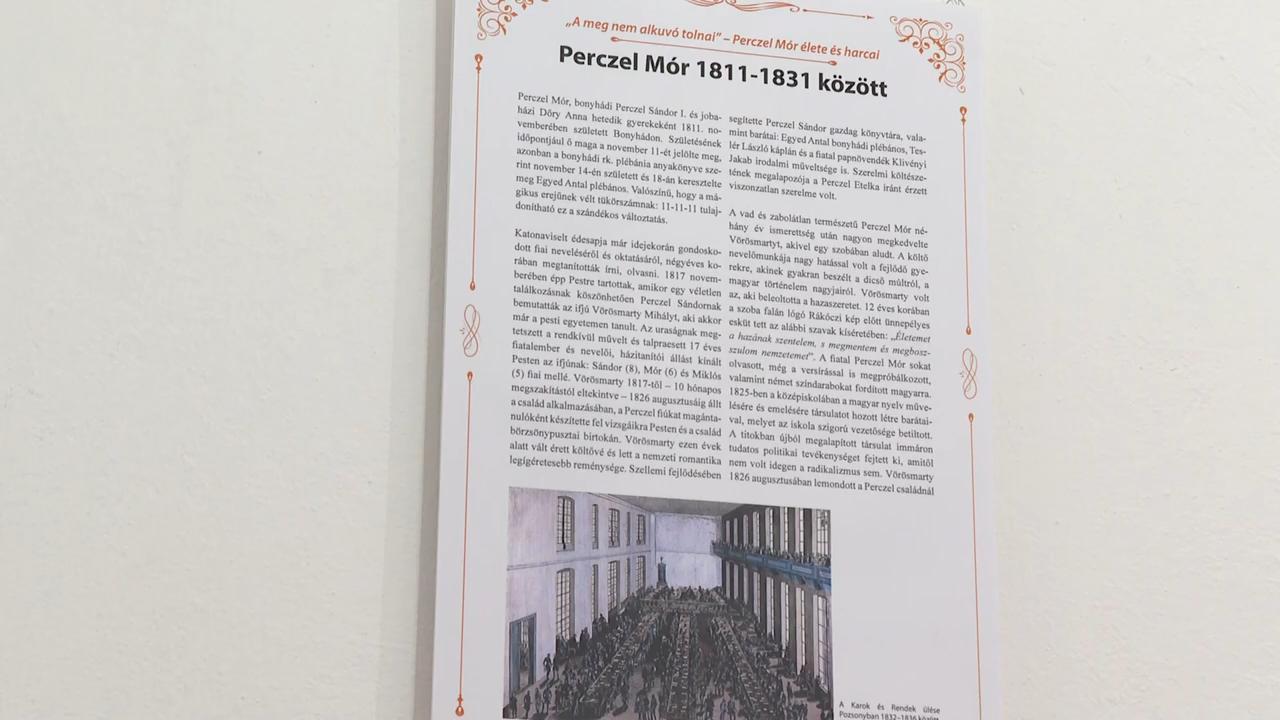 „A meg nem alkuvó tolnai” – Perczel Mór élete és harcai
Perczel Mór 1811-1831 között
Perczel Mór, bonyhádi Perczel Sándor I. és joba-
házi Dőry Anna hetedik gyerekeként 1811. no-
vemberében született Bonyhádon. Születésének
időpontjául ő maga a november 11-ét jelölte meg,
azonban a bonyhádi rk. plébánia anyakönyve sze-
rint november 14-én született és 18-án keresztelte
meg Egyed Antal plébános. Valószínű, hogy a má-
gikus erejűnek vélt tükörszámnak: 11-11-11 tulaj-
donítható ez a szándékos változtatás.
Katonaviselt édesapja már idejekorán gondosko-
dott fiai neveléséről és oktatásáról, négyéves ko-
rában megtanították írni, olvasni. 1817 novem-
berében épp Pestre tartottak, amikor egy véletlen
találkozásnak köszönhetően Perczel Sándornak
bemutatták az ifjú Vörösmarty Mihályt, aki akkor
már a pesti egyetemen tanult. Az uraságnak meg-
tetszett a rendkívül művelt és talpraesett 17 éves
fiatalember és nevelői, házitanítói állást kínált
Pesten az ifjúnak: Sándor (8), Mór (6) és Miklós
(5) fiai mellé. Vörösmarty 1817-től – 10 hónapos
megszakítástól eltekintve – 1826 augusztusáig állt
a család alkalmazásában, a Perczel fiúkat magánta-
nulóként készítette fel vizsgáikra Pesten és a család
börzsönypusztai birtokán. Vörösmarty ezen évek
alatt vált érett költővé és lett a nemzeti romantika
legígéretesebb reménysége. Szellemi fejlődésében
segítette Perczel Sándor gazdag könyvtára, vala-
mint barátai: Egyed Antal bonyhádi plébános, Tes-
lér László káplán és a fiatal papnövendék Klivényi
Jakab irodalmi műveltsége is. Szerelmi költésze-
tének megalapozója a Perczel Etelka iránt érzett
viszonzatlan szerelme volt.
A vad és zabolátlan természetű Perczel Mór né-
hány év ismerettség után nagyon megkedvelte
Vörösmartyt, akivel egy szobában aludt. A költő
nevelőmunkája nagy hatással volt a fejlődő gye-
rekre, akinek gyakran beszélt a dicső múltról, a
magyar történelem nagyjairól. Vörösmarty volt
az, aki beleoltotta a hazaszeretet. 12 éves korában
a szoba falán lógó Rákóczi kép előtt ünnepélyes
esküt tett az alábbi szavak kíséretében: „Életemet
a hazának szentelem, s megmentem és megbosz-
szulom nemzetemet”. A fiatal Perczel Mór sokat
olvasott, még a versírással is megpróbálkozott,
valamint német színdarabokat fordított magyarra.
1825-ben a középiskolában a magyar nyelv műve-
lésére és emelésére társulatot hozott létre barátai-
val, melyet az iskola szigorú vezetősége betiltott.
A titokban újból megalapított társulat immáron
tudatos politikai tevékenységet fejtett ki, amitől
nem volt idegen a radikalizmus sem. Vörösmarty
1826 augusztusában lemondott a Perczel családnál
A Karok és Rendek ülése
Pozsonyban 1832–1836 között